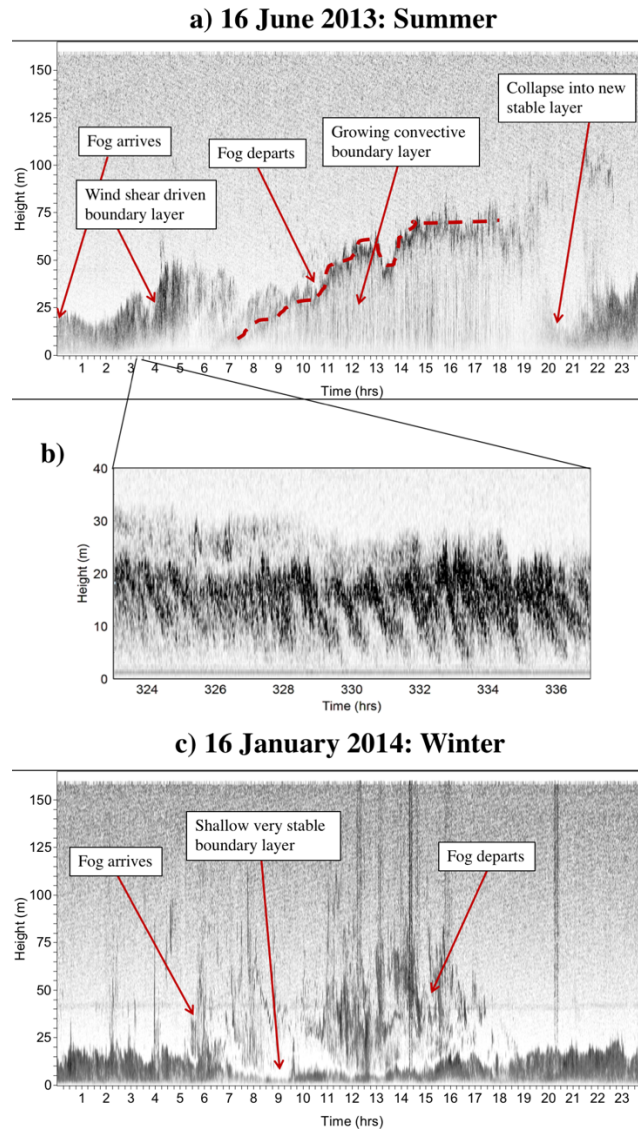 a) 16 June 2013: Summer
150
125
100
75
50
25
0
Height (m)
Fog arrives
Wind shear driven
boundary layer
Fog departs
Growing convective
boundary layer
Collapse into new
stable layer
1 2 3 4 5 6 7 8 9 10 11 12 13 14 15 16 17 18 19 20 21 22 23
Time (hrs)
b)
40
30
20
10
0
Height (m)
324 326 328 330 332 334 336
Time (hrs)
c) 16 January 2014: Winter
150
125
100
75
50
25
0
Height (m)
Fog arrives
Shallow very stable
boundary layer
Fog departs
1 2 3 4 5 6 7 8 9 10 11 12 13 14 15 16 17 18 19 20 21 22 23
Time (hrs)